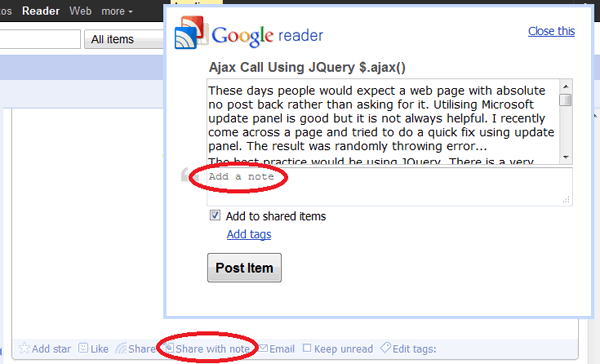 tos Reader Web more
All items
Google reader
Close this
Ajax Call Using JQuery $.ajax()
These days people would expect a web page with absolute
no post back rather than asking for it. Utilising Microsoft
update panel is good but it is not always helpful. I recently
come across a page and tried to do a quick fix using update
panel. The result was randomly throwing error...
The best practice would be using JQuery. There is a very
Add a note
Add to shared items
Add tags
Post Item
Add star Like Share Share with note Email Keep unread Edit tags: